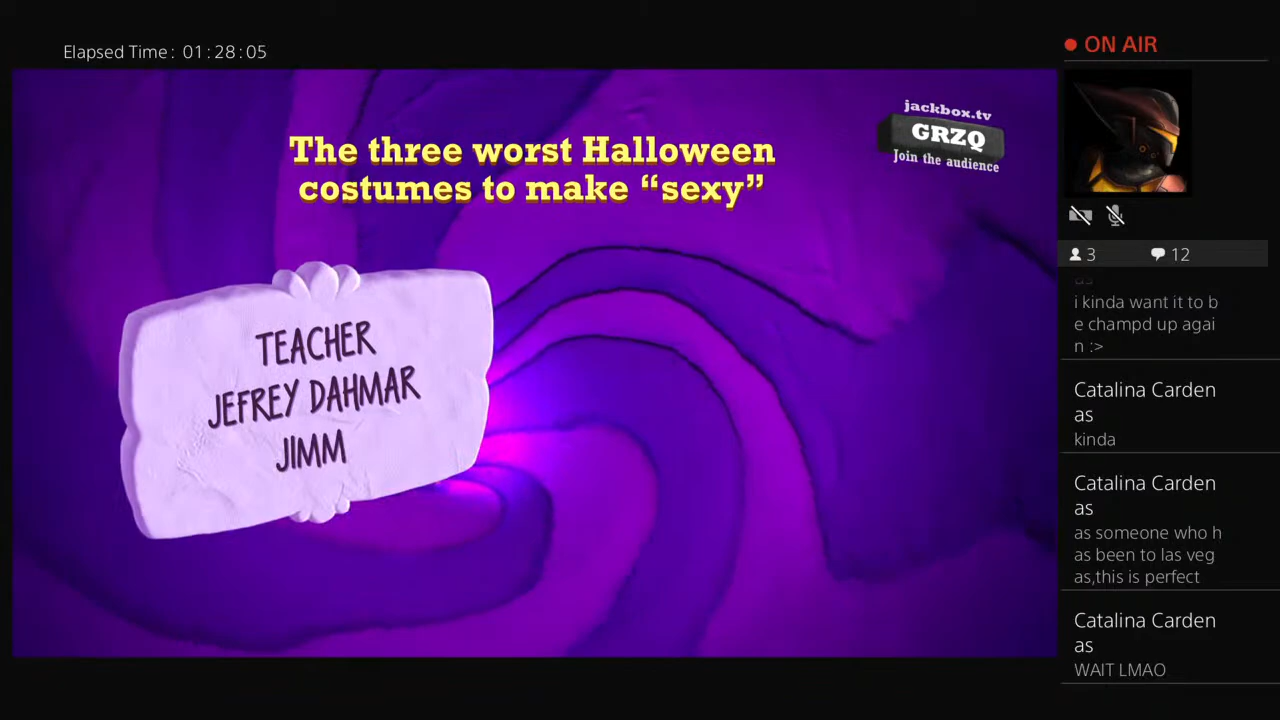 Elapsed Time: 01:28:05
ON AIR
The three worst Halloween
costumes to make “sexy”
jackbox.tv
GRZQ
Join the audience
TEACHER
JEFREY DAHMAR
JIMM
3
12
as
i kinda want it to b
e champd up agai
n :>
Catalina Carden
as
kinda
Catalina Carden
as
as someone who h
as been to las veg
as,this is perfect
Catalina Carden
as
WAIT LMAO